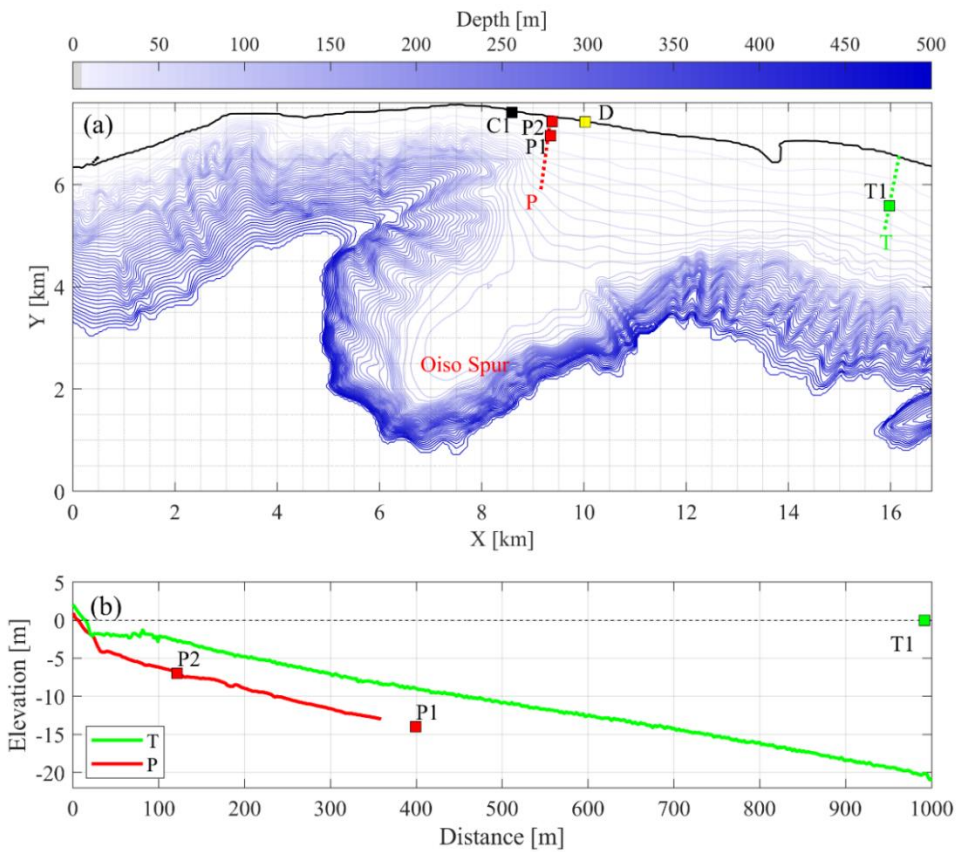 Depth [m]
0 50 100 150 200 250 300 350 400 450 500
(a)
C1 P2 D
P1
6
P
T1
T
Y [km]
4
Oiso Spur
2
0
0 2 4 6 8 10 12 14 16
X [km]
5
(b)
0
T1
-5
P2
Elevation [m]
-10
P1
-15
T
P
-20
0 100 200 300 400 500 600 700 800 900 1000
Distance [m]